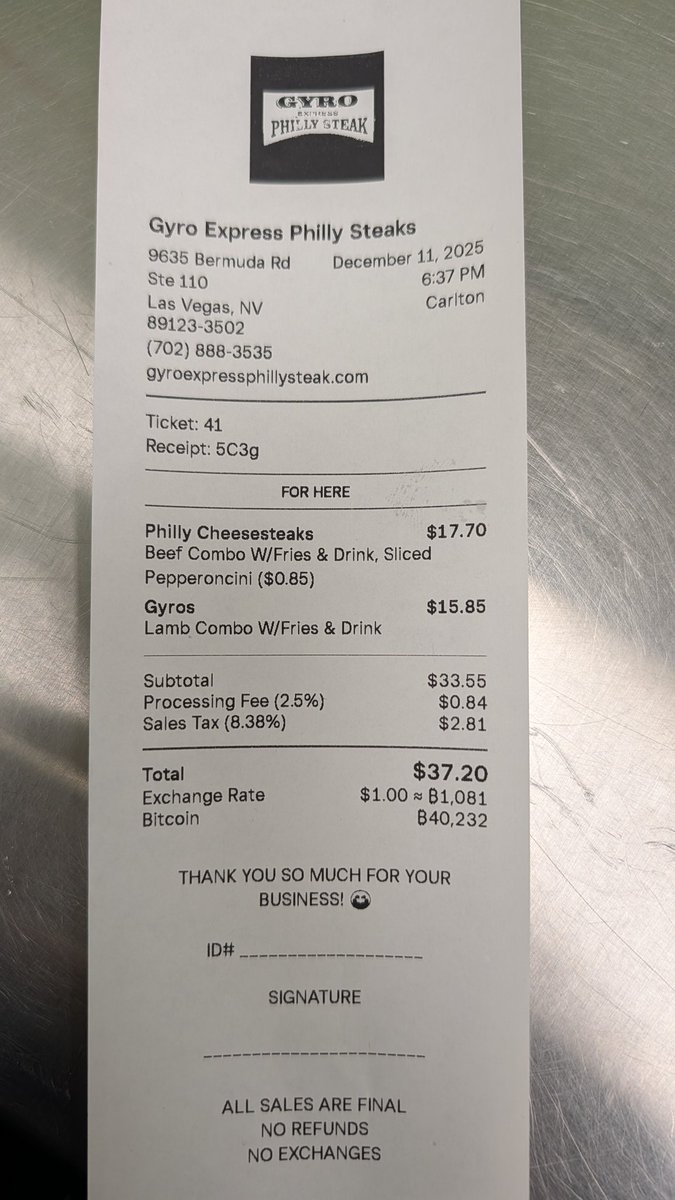 GYRO
EXPRESS
PHILLY STEAK
Gyro Express Philly Steaks
9635 Bermuda Rd December 11, 2025
Ste 110 6:37 PM
Las Vegas, NV Carlton
89123-3502
(702) 888-3535
gyroexpressphillysteak.com
Ticket: 41
Receipt: 5C3g
FOR HERE
Philly Cheesesteaks $17.70
Beef Combo W/Fries & Drink, Sliced
Pepperoncini ($0.85)
Gyros $15.85
Lamb Combo W/Fries & Drink
Subtotal $33.55
Processing Fee (2.5%) $0.84
Sales Tax (8.38%) $2.81
Total $37.20
Exchange Rate $1.00 ≈ ₿1,081
Bitcoin ₿40,232
THANK YOU SO MUCH FOR YOUR
BUSINESS! 😊
ID# ___________________
SIGNATURE
_______________________
ALL SALES ARE FINAL
NO REFUNDS
NO EXCHANGES